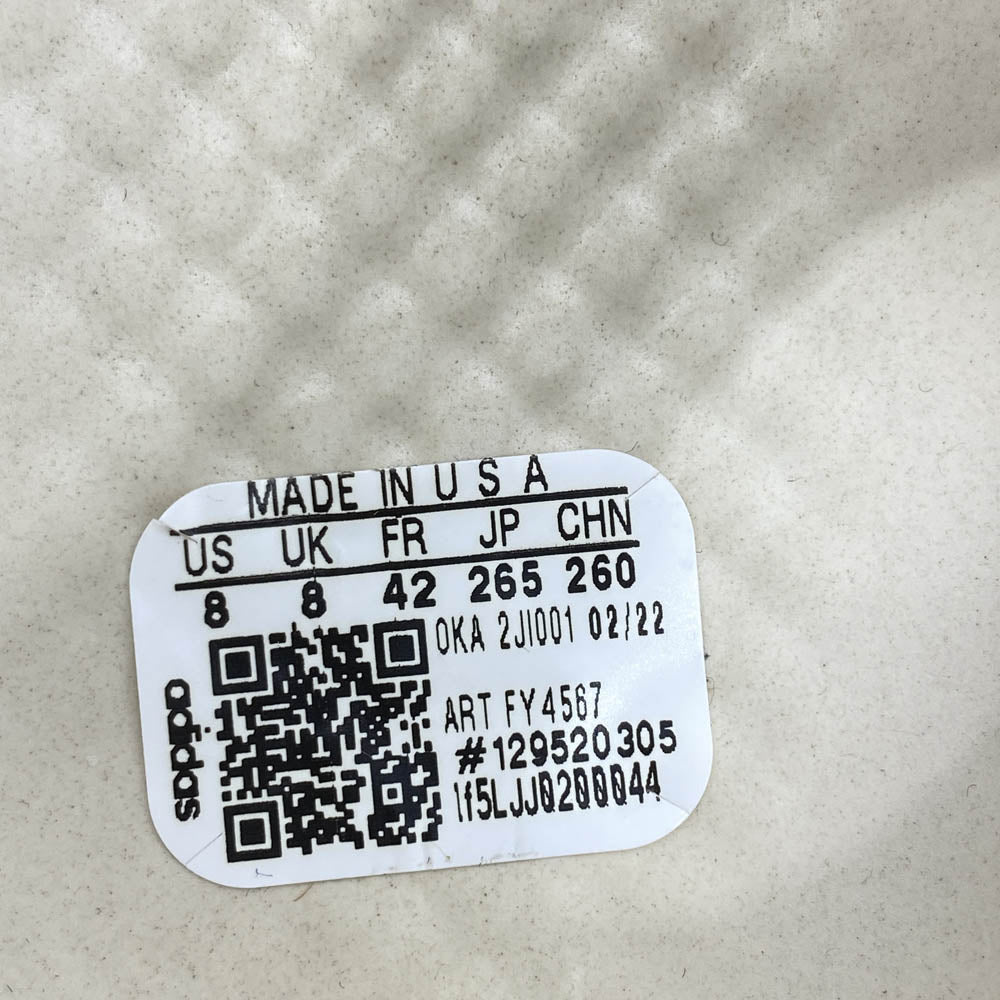 MADE IN U S A
US UK FR JP CHN
8 8 42 265 260
OKA 2JI001 02/22
ART FY4567
#129520305
1f5LJJ0200044
adidas